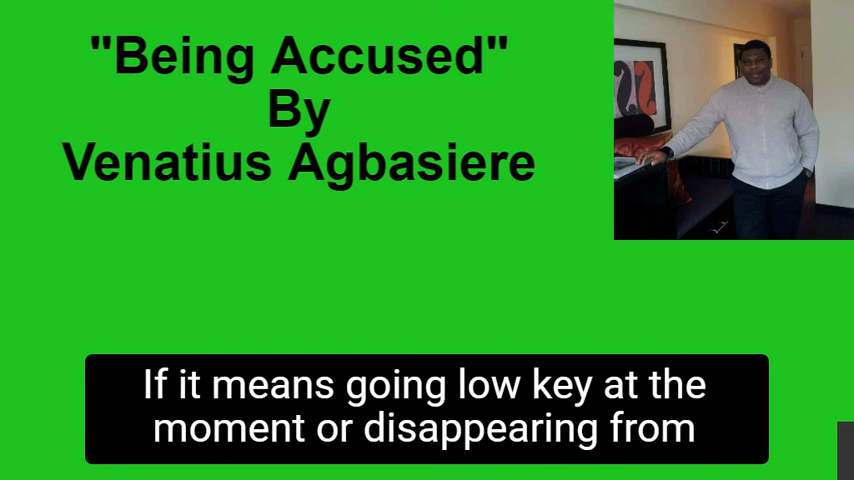 "Being Accused"
By
Venatius Agbasiere
If it means going low key at the
moment or disappearing from